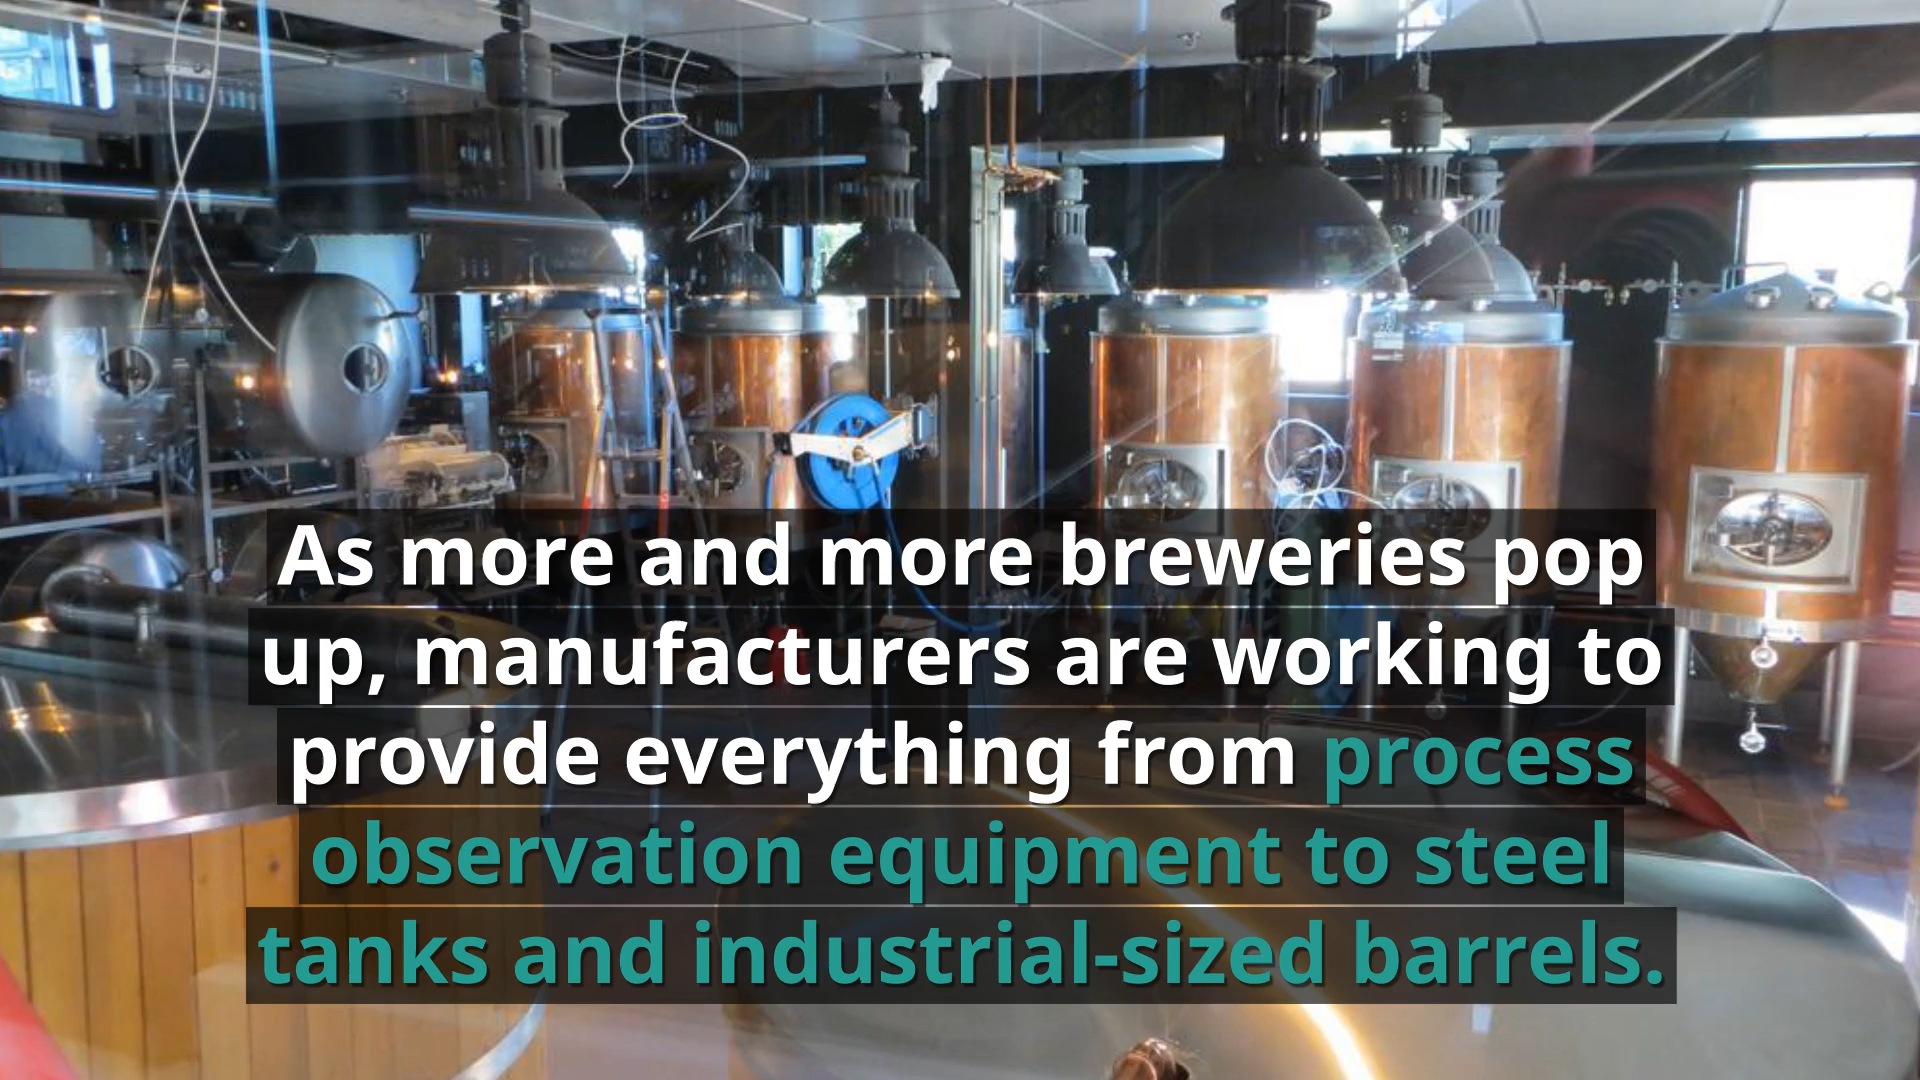 As more and more breweries pop
up, manufacturers are working to
provide everything from process
observation equipment to steel
tanks and industrial-sized barrels.